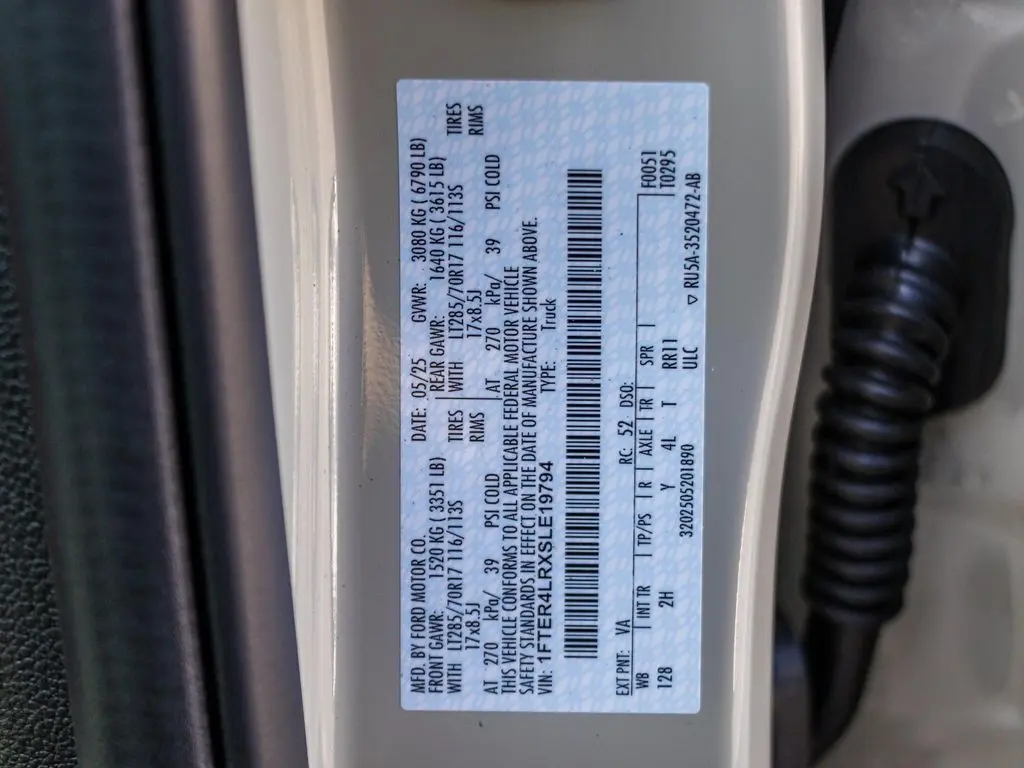 MFD. BY FORD MOTOR CO. DATE: 05/25 GVWR: 3080 KG ( 6790 LB)
FRONT GAWR: 1520 KG ( 3351 LB) REAR GAWR: 1640 KG ( 3615 LB)
WITH LT285/70R17 116/113S TIRES WITH LT285/70R17 116/113S TIRES
17x8.5J RIMS 17x8.5J RIMS
AT 270 kPa/ 39 PSI COLD AT 270 kPa/ 39 PSI COLD
THIS VEHICLE CONFORMS TO ALL APPLICABLE FEDERAL MOTOR VEHICLE
SAFETY STANDARDS IN EFFECT ON THE DATE OF MANUFACTURE SHOWN ABOVE.
VIN: 1FTER4LRXSLE19794 TYPE: Truck
EXT PNT: VA RC: 52 DSO: F0051
WB INT TR TP/PS R AXLE TR SPR T0295
128 2H Y 4L T RR11
ULC
3202505201890 ▽ RU5A-3520472-AB